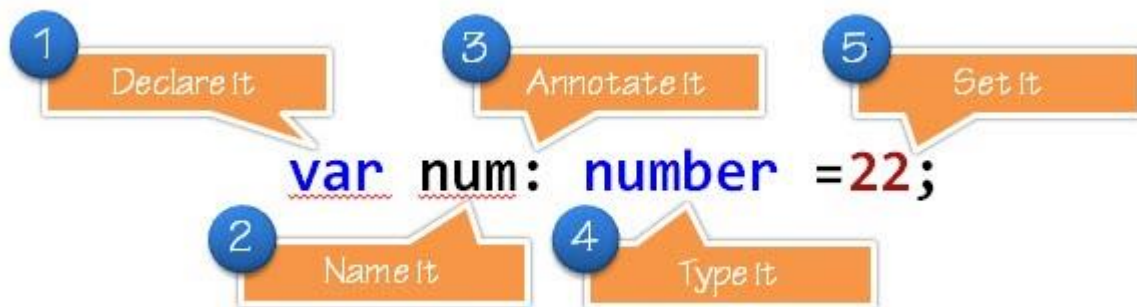 1
Declare it
3
Annotate it
5
Set it
var num: number =22;
2
Name it
4
Type it